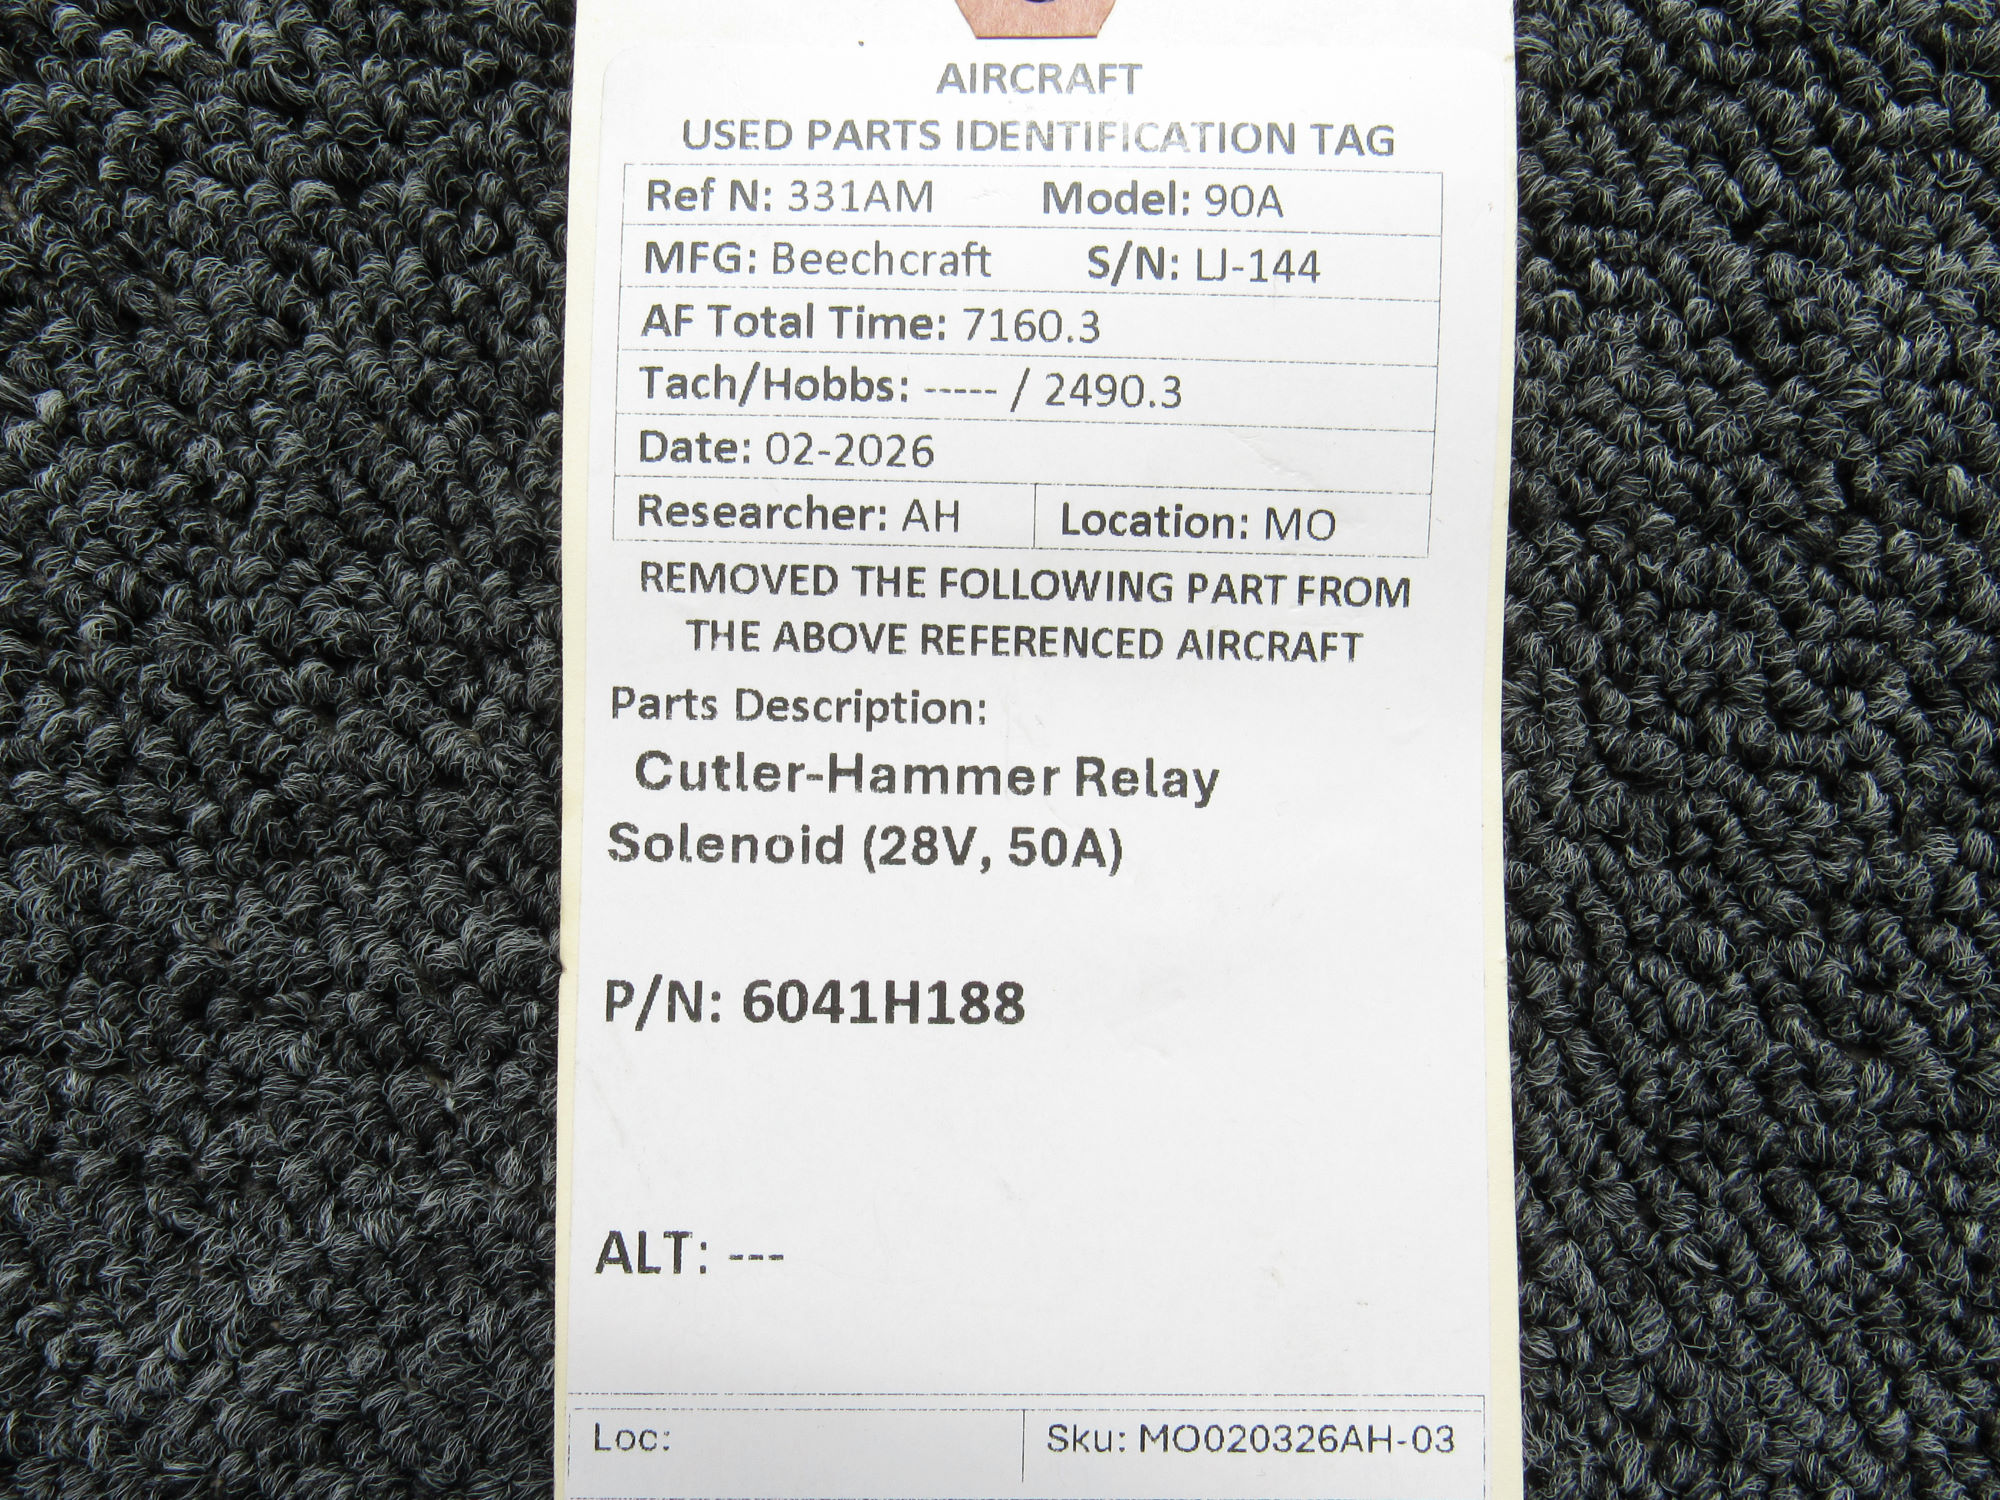 AIRCRAFT
USED PARTS IDENTIFICATION TAG
Ref N: 331AM Model: 90A
MFG: Beechcraft S/N: LJ-144
AF Total Time: 7160.3
Tach/Hobbs: ----- / 2490.3
Date: 02-2026
Researcher: AH Location: MO
REMOVED THE FOLLOWING PART FROM
THE ABOVE REFERENCED AIRCRAFT
Parts Description:
Cutler-Hammer Relay
Solenoid (28V, 50A)
P/N: 6041H188
ALT: ---
Loc: Sku: MO020326AH-03